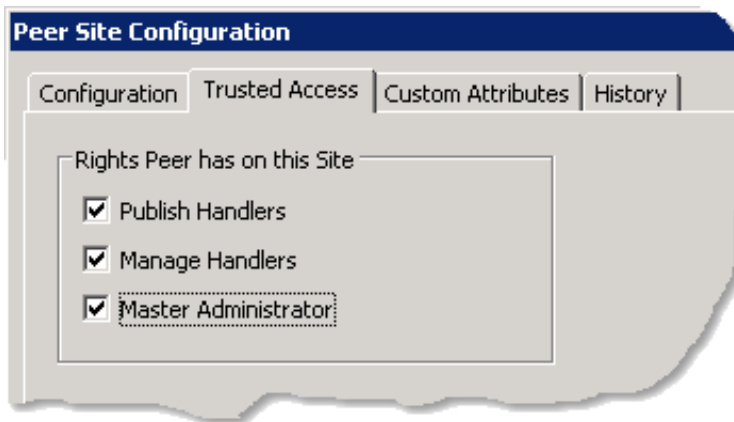 Peer Site Configuration
Configuration Trusted Access Custom Attributes History
Rights Peer has on this Site
Publish Handlers
Manage Handlers
Master Administrator